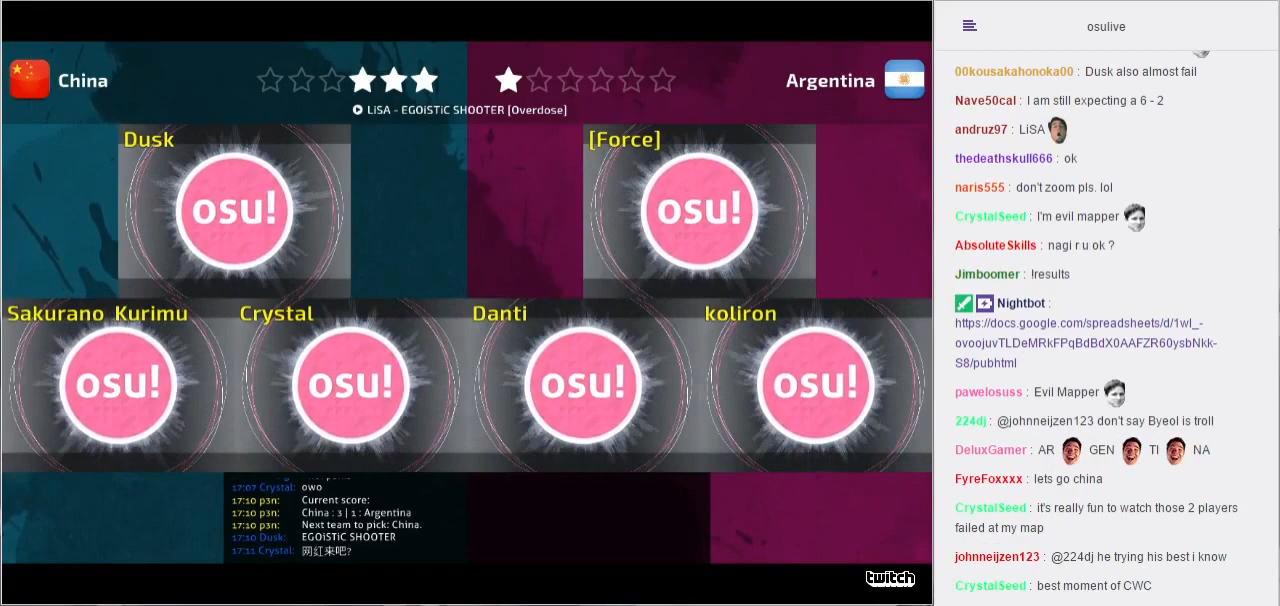 China
Argentina
LiSA - EGOiSTiC SHOOTER [Overdose]
Dusk
[Force]
osu!
osu!
Sakurano Kurimu
Crystal
Danti
koliron
osu!
osu!
osu!
osu!
17:07 Crystal: owo
17:10 p3n: Current score:
17:10 p3n: China : 3 | 1 : Argentina
17:10 p3n: Next team to pick: China.
17:10 Dusk: EGOiSTiC SHOOTER
17:11 Crystal: 网红来吧?
twitch
osulive
00kousakahonoka00 : Dusk also almost fail
Nave50cal : I am still expecting a 6 - 2
andruz97 : LiSA
thedeathskull666 : ok
naris555 : don't zoom pls. lol
CrystalSeed : I'm evil mapper
AbsoluteSkills : nagi r u ok ?
Jimboomer : !results
Nightbot :
https://docs.google.com/spreadsheets/d/1wI_-
ovoojuvTLDeMRkFPqBdBdX0AAFZR60ysbNkk-
S8/pubhtml
pawelosuss : Evil Mapper
224dj : @johnneijzen123 don't say Byeol is troll
DeluxGamer : AR GEN TI NA
FyreFoxxxx : lets go china
CrystalSeed : it's really fun to watch those 2 players
failed at my map
johnneijzen123 : @224dj he trying his best i know
CrystalSeed : best moment of CWC